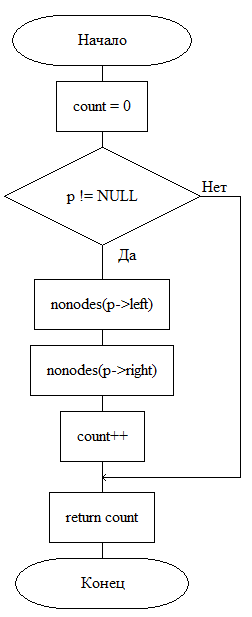 Начало
count = 0
p != NULL
Нет
Да
nonodes(p->left)
nonodes(p->right)
count++
return count
Конец